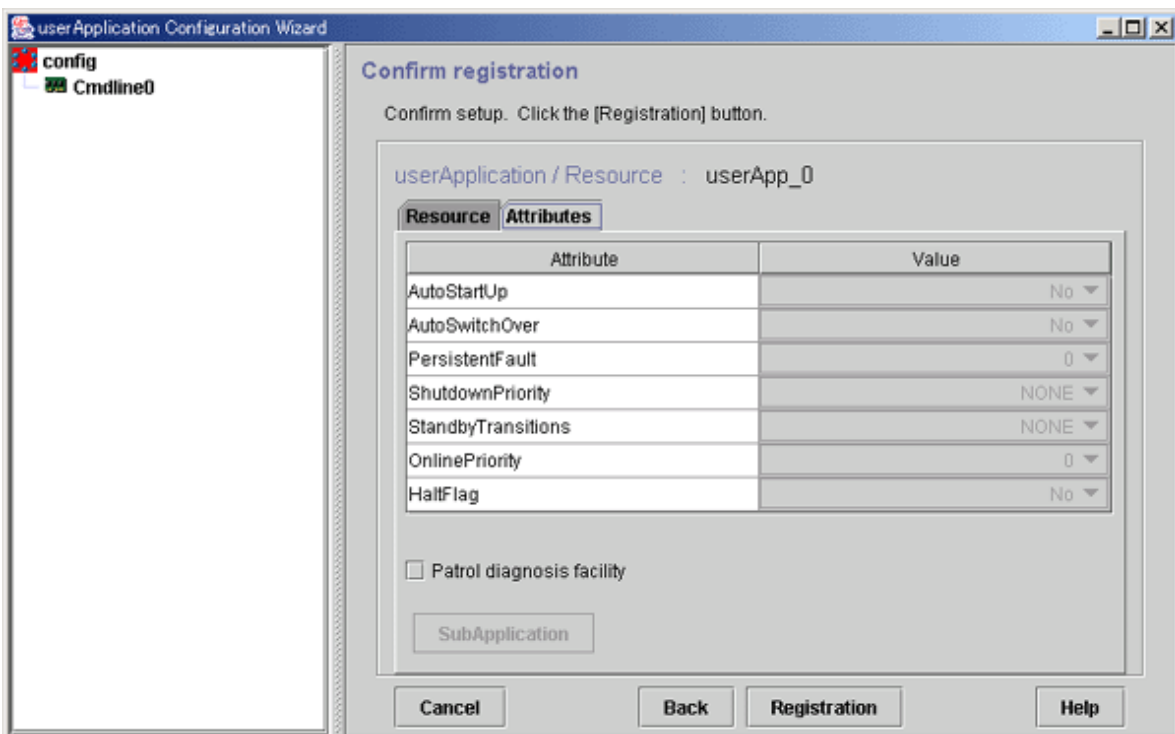 userApplication Configuration Wizard
config
Cmdline0
Confirm registration
Confirm setup. Click the [Registration] button.
userApplication / Resource : userApp_0
Resource Attributes
Attribute Value
AutoStartUp No
AutoSwitchOver No
PersistentFault 0
ShutdownPriority NONE
StandbyTransitions NONE
OnlinePriority 0
HaltFlag No
Patrol diagnosis facility
SubApplication
Cancel Back Registration Help